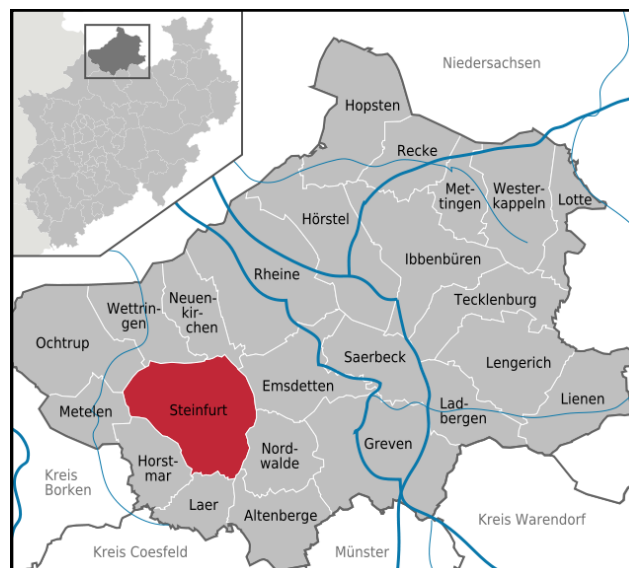 Niedersachsen
Hopsten
Recke
Met-
tingen
Wester-
kappeln
Lotte
Hörstel
Ibbenbüren
Rheine
Tecklenburg
Wettrin-
gen
Neuen-
kir-
chen
Ochtrup
Saerbeck
Lengerich
Emsdetten
Lienen
Metelen
Steinfurt
Lad-
bergen
Greven
Nord-
walde
Horst-
mar
Kreis
Borken
Laer
Altenberge
Kreis Warendorf
Kreis Coesfeld
Münster